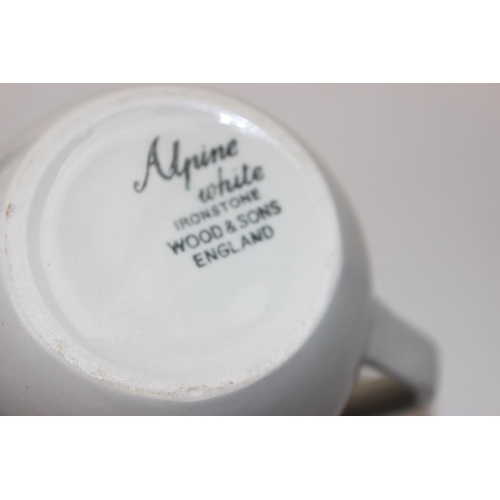 Alpine
white
IRONSTONE
WOOD & SONS
ENGLAND